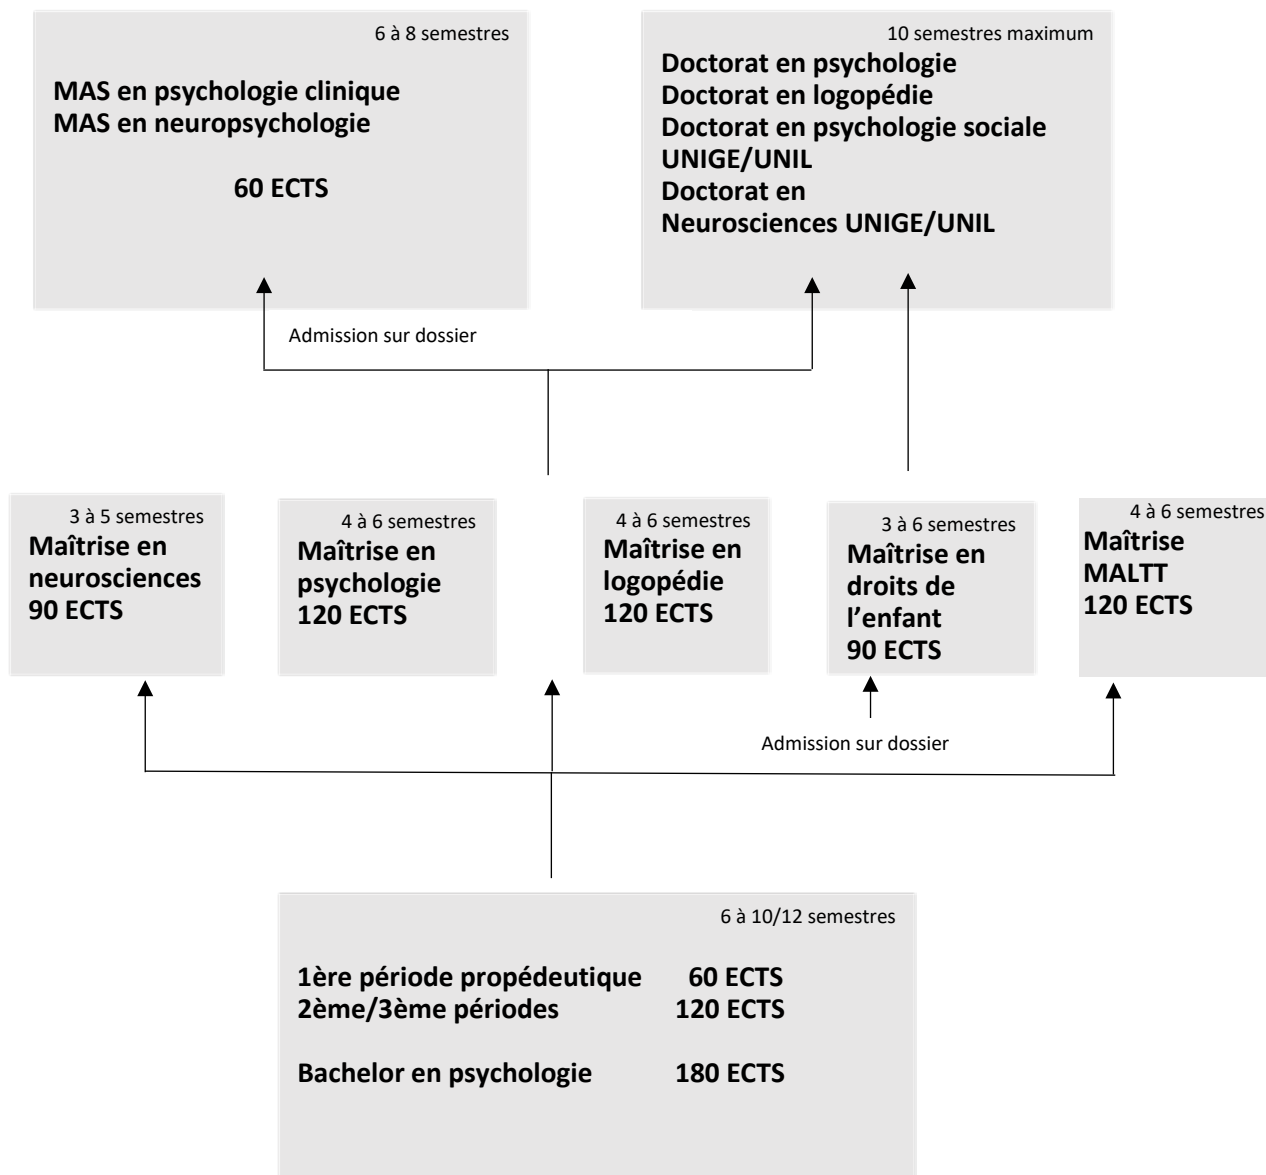 6 à 8 semestres
MAS en psychologie clinique
MAS en neuropsychologie
60 ECTS
10 semestres maximum
Doctorat en psychologie
Doctorat en logopédie
Doctorat en psychologie sociale
UNIGE/UNIL
Doctorat en
Neurosciences UNIGE/UNIL
Admission sur dossier
3 à 5 semestres
Maîtrise en
neurosciences
90 ECTS
4 à 6 semestres
Maîtrise en
psychologie
120 ECTS
4 à 6 semestres
Maîtrise en
logopédie
120 ECTS
3 à 6 semestres
Maîtrise en
droits de
l’enfant
90 ECTS
4 à 6 semestres
Maîtrise
MALTT
120 ECTS
Admission sur dossier
6 à 10/12 semestres
1ère période propédeutique 60 ECTS
2ème/3ème périodes 120 ECTS
Bachelor en psychologie 180 ECTS